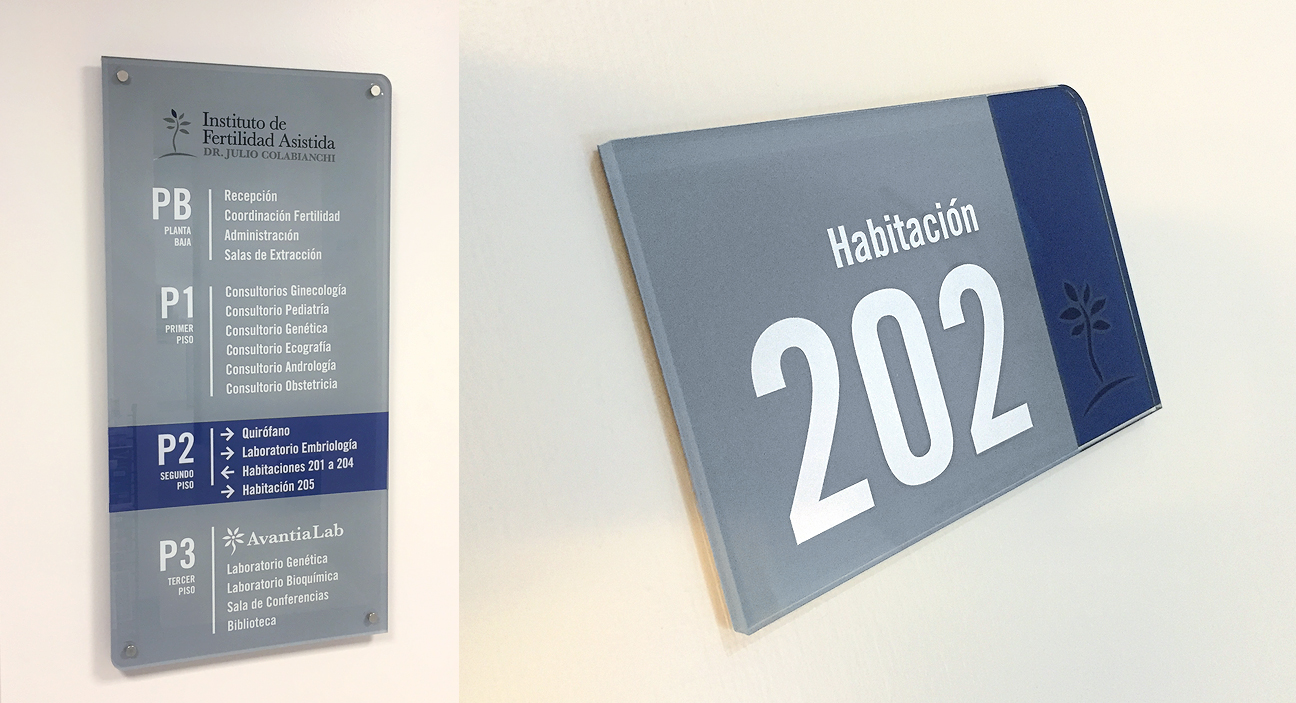 Instituto de
Fertilidad Asistida
DR. JULIO COLABIANCHI
PB
PLANTA
BAJA
Recepción
Coordinación Fertilidad
Administración
Salas de Extracción
P1
PRIMER
PISO
Consultorios Ginecología
Consultorio Pediatría
Consultorio Genética
Consultorio Ecografía
Consultorio Andrología
Consultorio Obstetricia
P2
SEGUNDO
PISO
→ Quirófano
→ Laboratorio Embriología
← Habitaciones 201 a 204
→ Habitación 205
P3
TERCER
PISO
AvantiaLab
Laboratorio Genética
Laboratorio Bioquímica
Sala de Conferencias
Biblioteca
Habitación
202